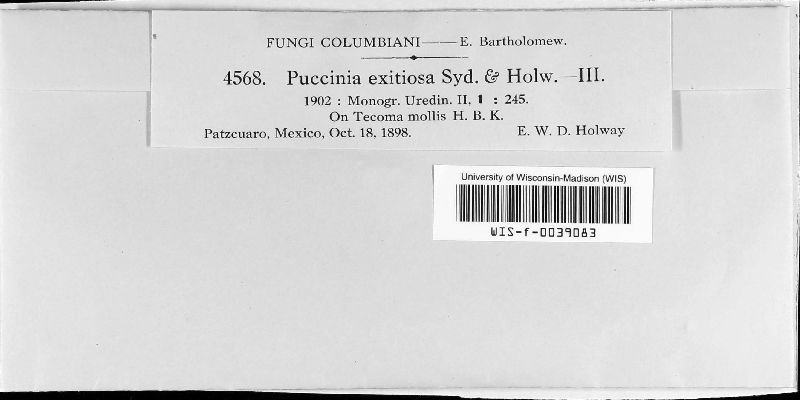 FUNGI COLUMBIANI—E. Bartholomew.
4568. Puccinia exitiosa Syd. & Holw. —III.
1902 : Monogr. Uredin. II, 1 : 245.
On Tecoma mollis H. B. K.
Patzcuaro, Mexico, Oct. 18, 1898. E. W. D. Holway
University of Wisconsin-Madison (WIS)
WIS-f-0039083